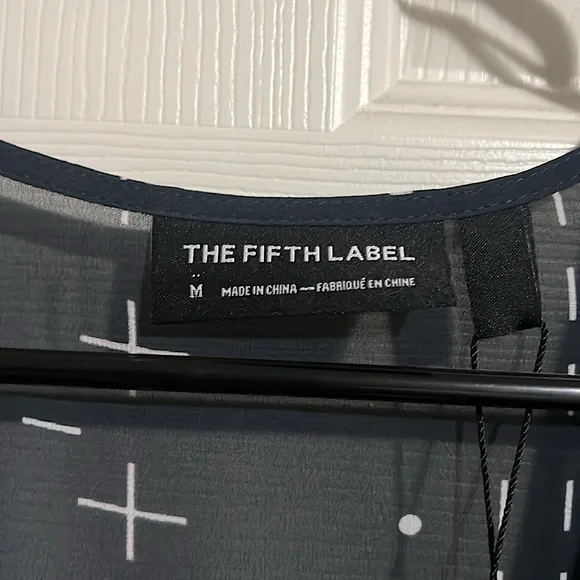 THE FIFTH LABEL
M̈ MADE IN CHINA — FABRIQUÉ EN CHINE